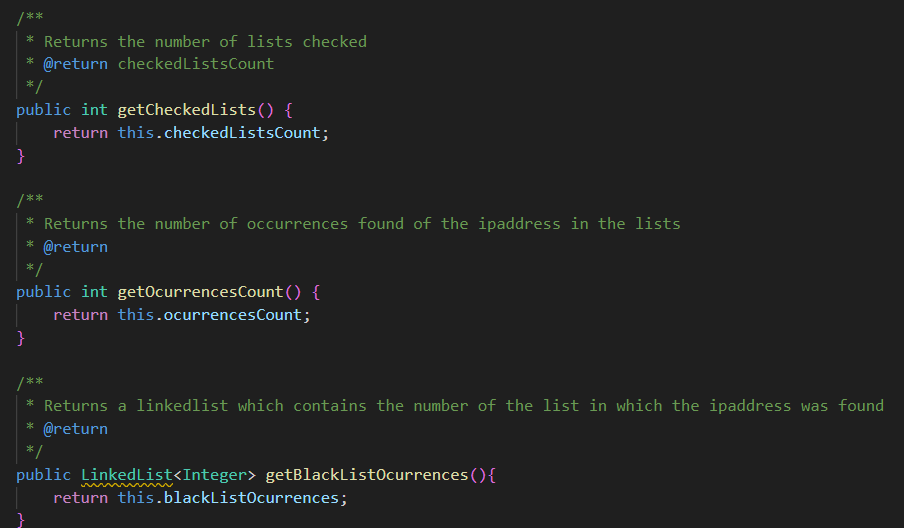 /**
 * Returns the number of lists checked
 * @return checkedListsCount
 */
public int getCheckedLists() {
    return this.checkedListsCount;
}

/**
 * Returns the number of occurrences found of the ipaddress in the lists
 * @return
 */
public int getOcurrencesCount() {
    return this.ocurrencesCount;
}

/**
 * Returns a linkedlist which contains the number of the list in which the ipaddress was found
 * @return
 */
public LinkedList<Integer> getBlackListOcurrences(){
    return this.blackListOcurrences;
}